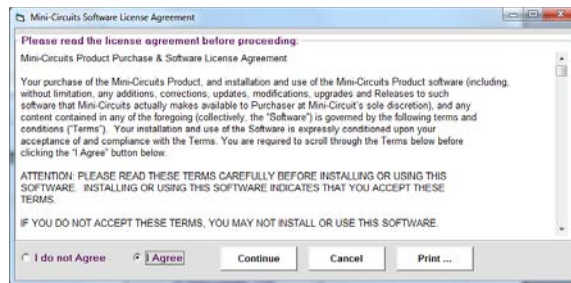 Mini-Circuits Software License Agreement
Please read the license agreement before proceeding:
Mini-Circuits Product Purchase & Software License Agreement
Your purchase of the Mini-Circuits Product, and installation and use of the Mini-Circuits Product software (including,
without limitation, any additions, corrections, updates, modifications, upgrades and Releases to such
software that Mini-Circuits actually makes available to Purchaser at Mini-Circuit's sole discretion), and any
content contained in any of the foregoing (collectively, the "Software") is governed by the following terms and
conditions ("Terms"). Your installation and use of the Software is expressly conditioned upon your
acceptance of and compliance with the Terms. You are required to scroll through the Terms below before
clicking the "I Agree" button below.
ATTENTION: PLEASE READ THESE TERMS CAREFULLY BEFORE INSTALLING OR USING THIS
SOFTWARE. INSTALLING OR USING THIS SOFTWARE INDICATES THAT YOU ACCEPT THESE
TERMS.
IF YOU DO NOT ACCEPT THESE TERMS, YOU MAY NOT INSTALL OR USE THIS SOFTWARE.
I do not Agree I Agree Continue Cancel Print ...